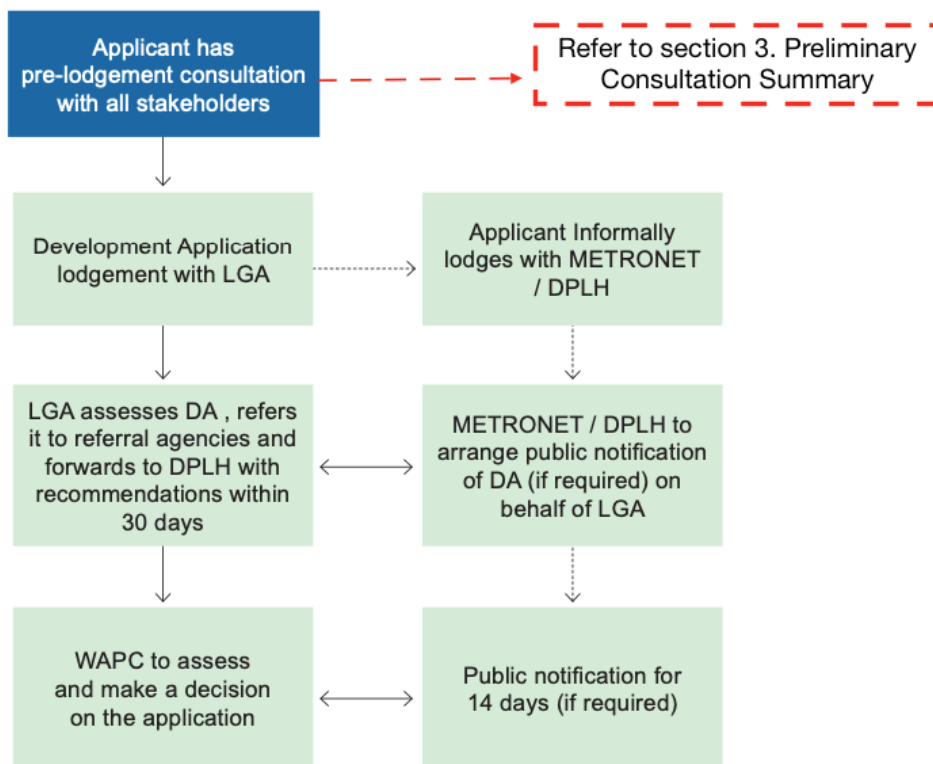 Applicant has
pre-lodgement consultation
with all stakeholders
Refer to section 3. Preliminary
Consultation Summary
Development Application
lodgement with LGA
Applicant Informally
lodges with METRONET
/ DPLH
LGA assesses DA , refers
it to referral agencies and
forwards to DPLH with
recommendations within
30 days
METRONET / DPLH to
arrange public notification
of DA (if required) on
behalf of LGA
WAPC to assess
and make a decision
on the application
Public notification for
14 days (if required)